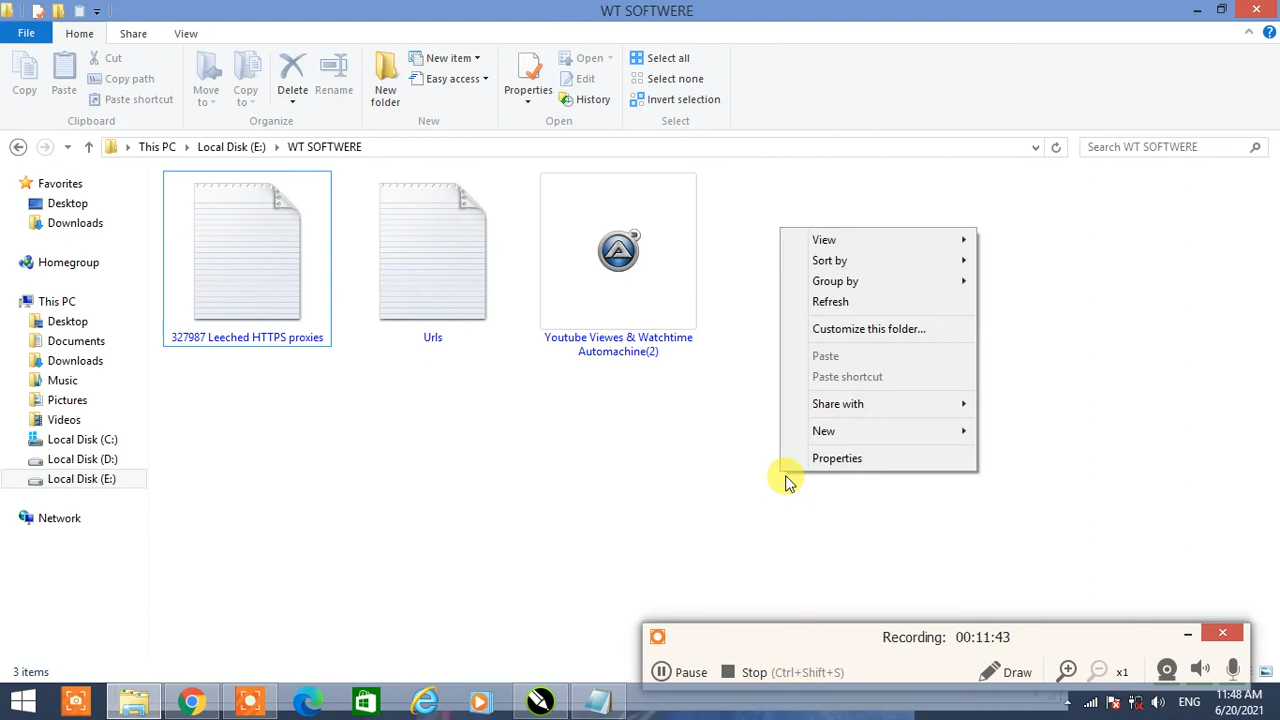 WT SOFTWERE
File
Home
Share
View
Copy
Paste
Cut
Copy path
Paste shortcut
Clipboard
Move to
Copy to
Delete
Rename
Organize
New folder
New item
Easy access
New
Properties
Open
Edit
History
Open
Select all
Select none
Invert selection
Select
This PC
Local Disk (E:)
WT SOFTWERE
Search WT SOFTWERE
Favorites
Desktop
Downloads
Homegroup
This PC
Desktop
Documents
Downloads
Music
Pictures
Videos
Local Disk (C:)
Local Disk (D:)
Local Disk (E:)
Network
327987 Leeched HTTPS proxies
Urls
Youtube Viewes & Watchtime
Automachine(2)
View
Sort by
Group by
Refresh
Customize this folder...
Paste
Paste shortcut
Share with
New
Properties
Recording: 00:11:43
Pause
Stop (Ctrl+Shift+S)
Draw
x1
3 items
ENG
11:48 AM
6/20/2021